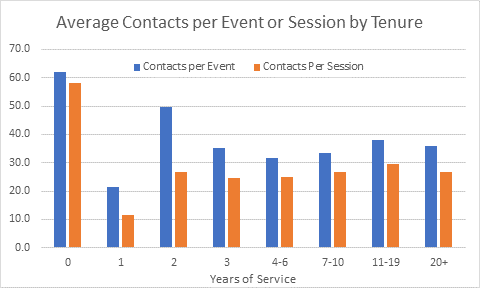 Average Contacts per Event or Session by Tenure
70.0
Contacts per Event Contacts Per Session
60.0
50.0
40.0
30.0
20.0
10.0
0.0
0 1 2 3 4-6 7-10 11-19 20+
Years of Service